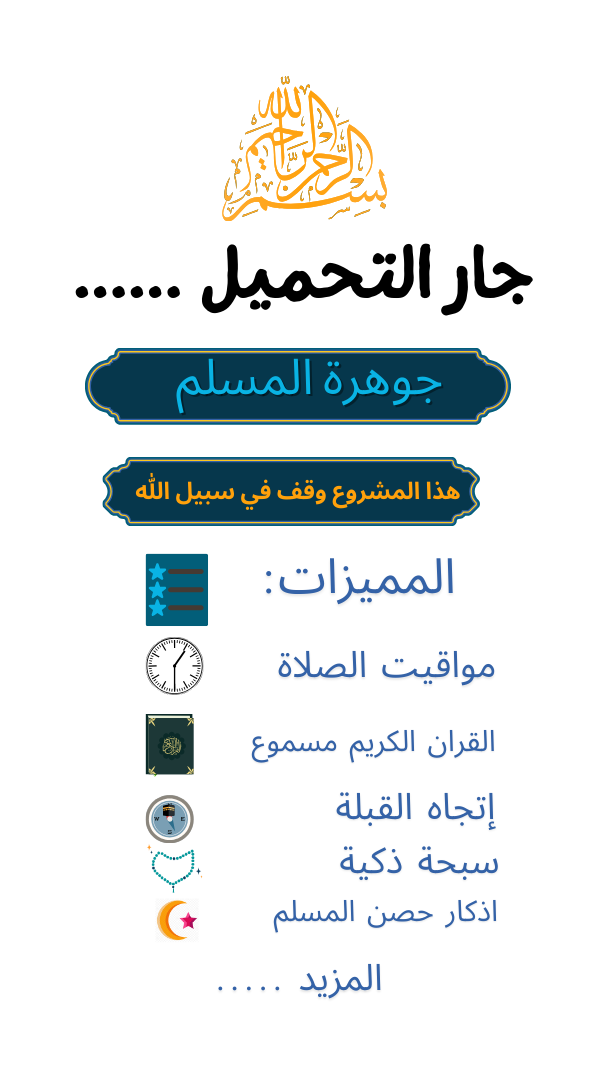 بسم الله الرحمن الرحيم
جار التحميل ......
جوهرة المسلم
هذا المشروع وقف في سبيل الله
المميزات:
مواقيت الصلاة
القران الكريم مسموع
إتجاه القبلة
W E
S
سبحة ذكية
اذكار حصن المسلم
المزيد .....